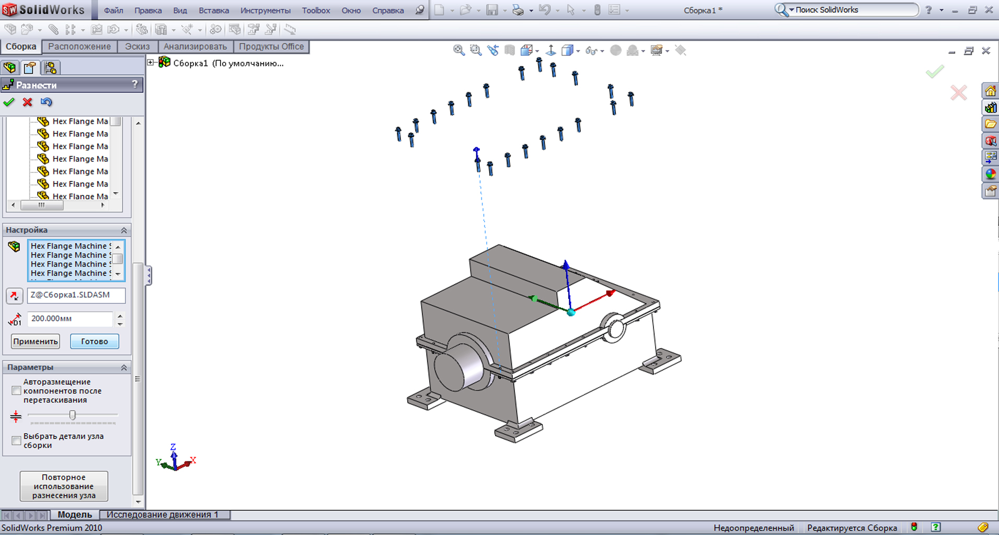 SolidWorks Файл Правка Вид Вставка Инструменты Toolbox Окно Справка Сборка1 * Поиск SolidWorks ?
Сборка Расположение Эскиз Анализировать Продукты Office
Сборка1 (По умолчанию...
Разнести ?
Hex Flange Ma
Hex Flange Ma
Hex Flange Ma
Hex Flange Ma
Hex Flange Ma
Hex Flange Ma
Hex Flange Ma
Настройка
Hex Flange Machine S
Hex Flange Machine S
Hex Flange Machine S
Hex Flange Machine S
Z@Сборка1.SLDASM
D1 200.000мм
Применить Готово
Параметры
Авторазмещение
компонентов после
перетаскивания
Выбрать детали узла
сборки
Повторное
использование
разнесения узла
Z
Y X
Модель Исследование движения 1
SolidWorks Premium 2010 Недоопределенный Редактируется Сборка ?